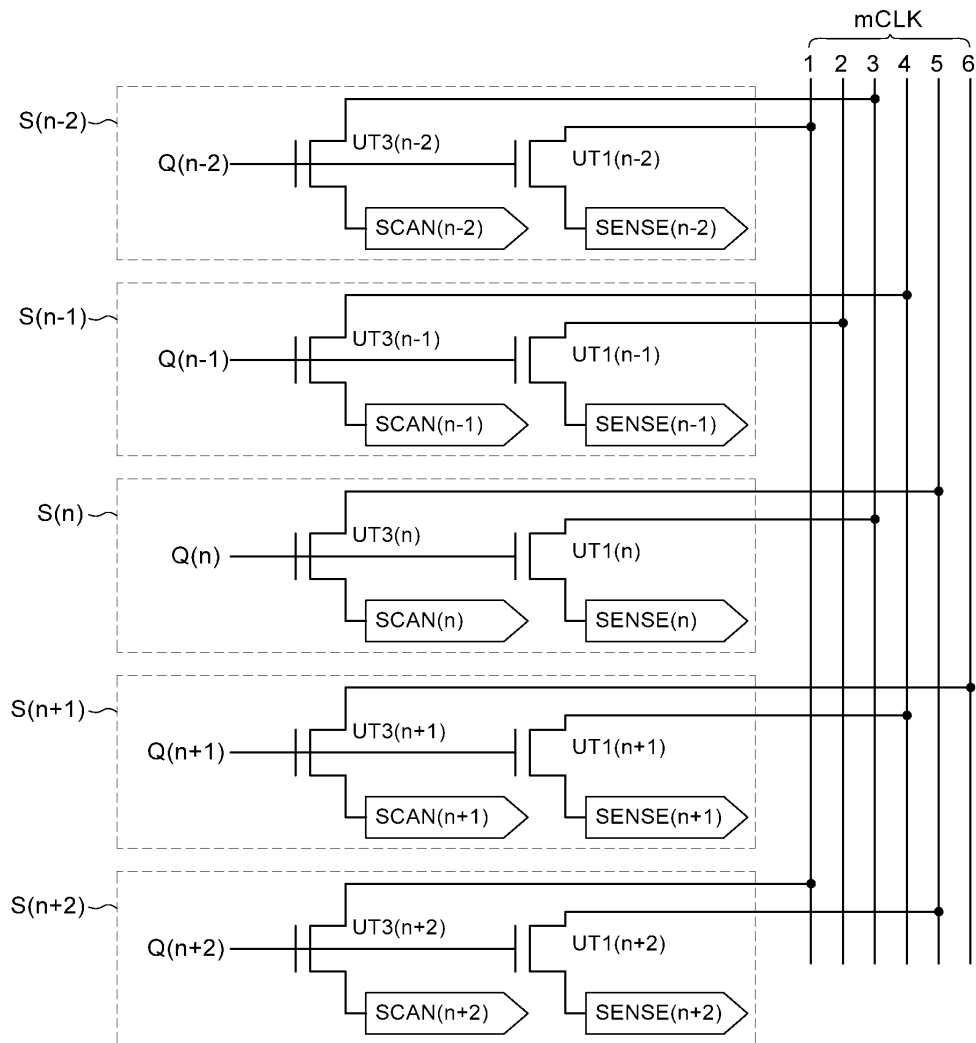 mCLK
1 2 3 4 5 6
S(n-2)
UT3(n-2)
UT1(n-2)
Q(n-2)
SCAN(n-2)
SENSE(n-2)
S(n-1)
UT3(n-1)
UT1(n-1)
Q(n-1)
SCAN(n-1)
SENSE(n-1)
S(n)
UT3(n)
UT1(n)
Q(n)
SCAN(n)
SENSE(n)
S(n+1)
UT3(n+1)
UT1(n+1)
Q(n+1)
SCAN(n+1)
SENSE(n+1)
S(n+2)
UT3(n+2)
UT1(n+2)
Q(n+2)
SCAN(n+2)
SENSE(n+2)